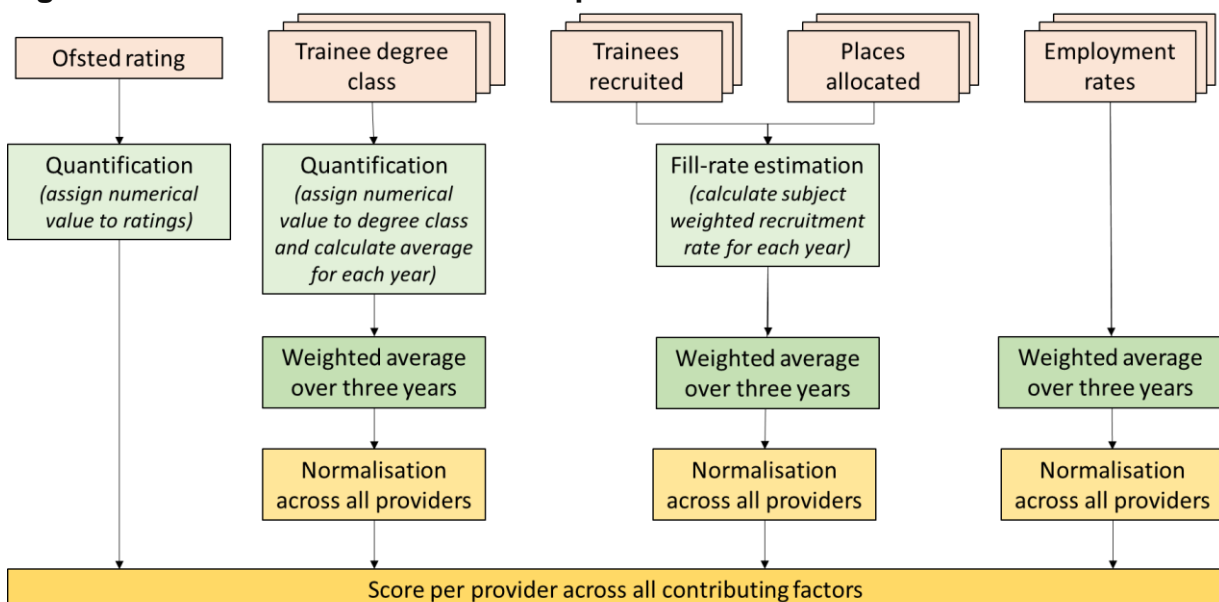 Ofsted rating
Trainee degree
class
Trainees
recruited
Places
allocated
Employment
rates
Quantification
(assign numerical
value to ratings)
Quantification
(assign numerical
value to degree class
and calculate average
for each year)
Fill-rate estimation
(calculate subject
weighted recruitment
rate for each year)
Weighted average
over three years
Weighted average
over three years
Weighted average
over three years
Normalisation
across all providers
Normalisation
across all providers
Normalisation
across all providers
Score per provider across all contributing factors